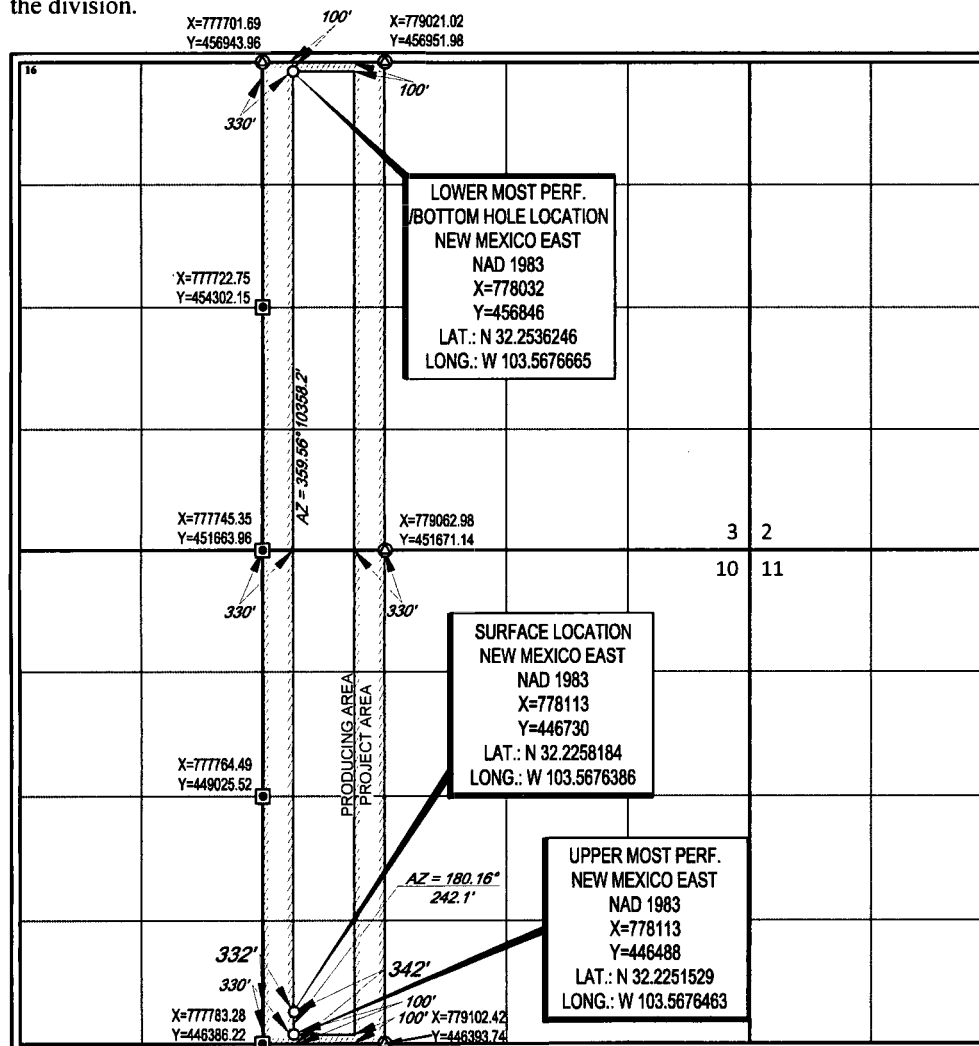 the division.
X=777701.69
Y=456943.96
100'
X=779021.02
Y=456951.98
16
330'
100'
LOWER MOST PERF.
/BOTTOM HOLE LOCATION
NEW MEXICO EAST
NAD 1983
X=778032
Y=456846
LAT.: N 32.2536246
LONG.: W 103.5676665
X=777722.75
Y=454302.15
AZ = 359.56° 10358.2'
X=777745.35
Y=451663.96
X=779062.98
Y=451671.14
3 2
10 11
330'
330'
SURFACE LOCATION
NEW MEXICO EAST
NAD 1983
X=778113
Y=446730
LAT.: N 32.2258184
LONG.: W 103.5676386
PRODUCING AREA
PROJECT AREA
X=777764.49
Y=449025.52
UPPER MOST PERF.
NEW MEXICO EAST
NAD 1983
X=778113
Y=446488
LAT.: N 32.2251529
LONG.: W 103.5676463
AZ = 180.16°
242.1'
332'
342'
330'
100'
100'
X=777783.28
Y=446386.22
X=779102.42
Y=446393.74